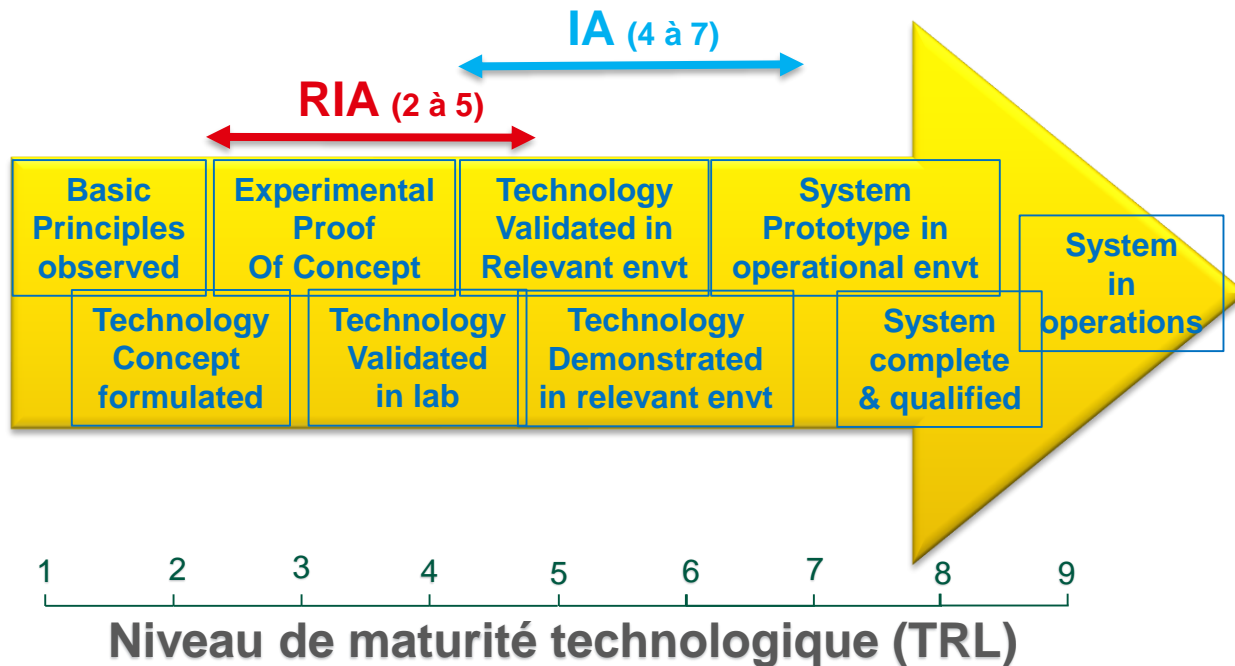 IA (4 à 7)
RIA (2 à 5)
Basic
Principles
observed
Experimental
Proof
Of Concept
Technology
Validated in
Relevant envt
System
Prototype in
operational envt
System
in
operations
Technology
Concept
formulated
Technology
Validated
in lab
Technology
Demonstrated
in relevant envt
System
complete
& qualified
1 2 3 4 5 6 7 8 9
Niveau de maturité technologique (TRL)